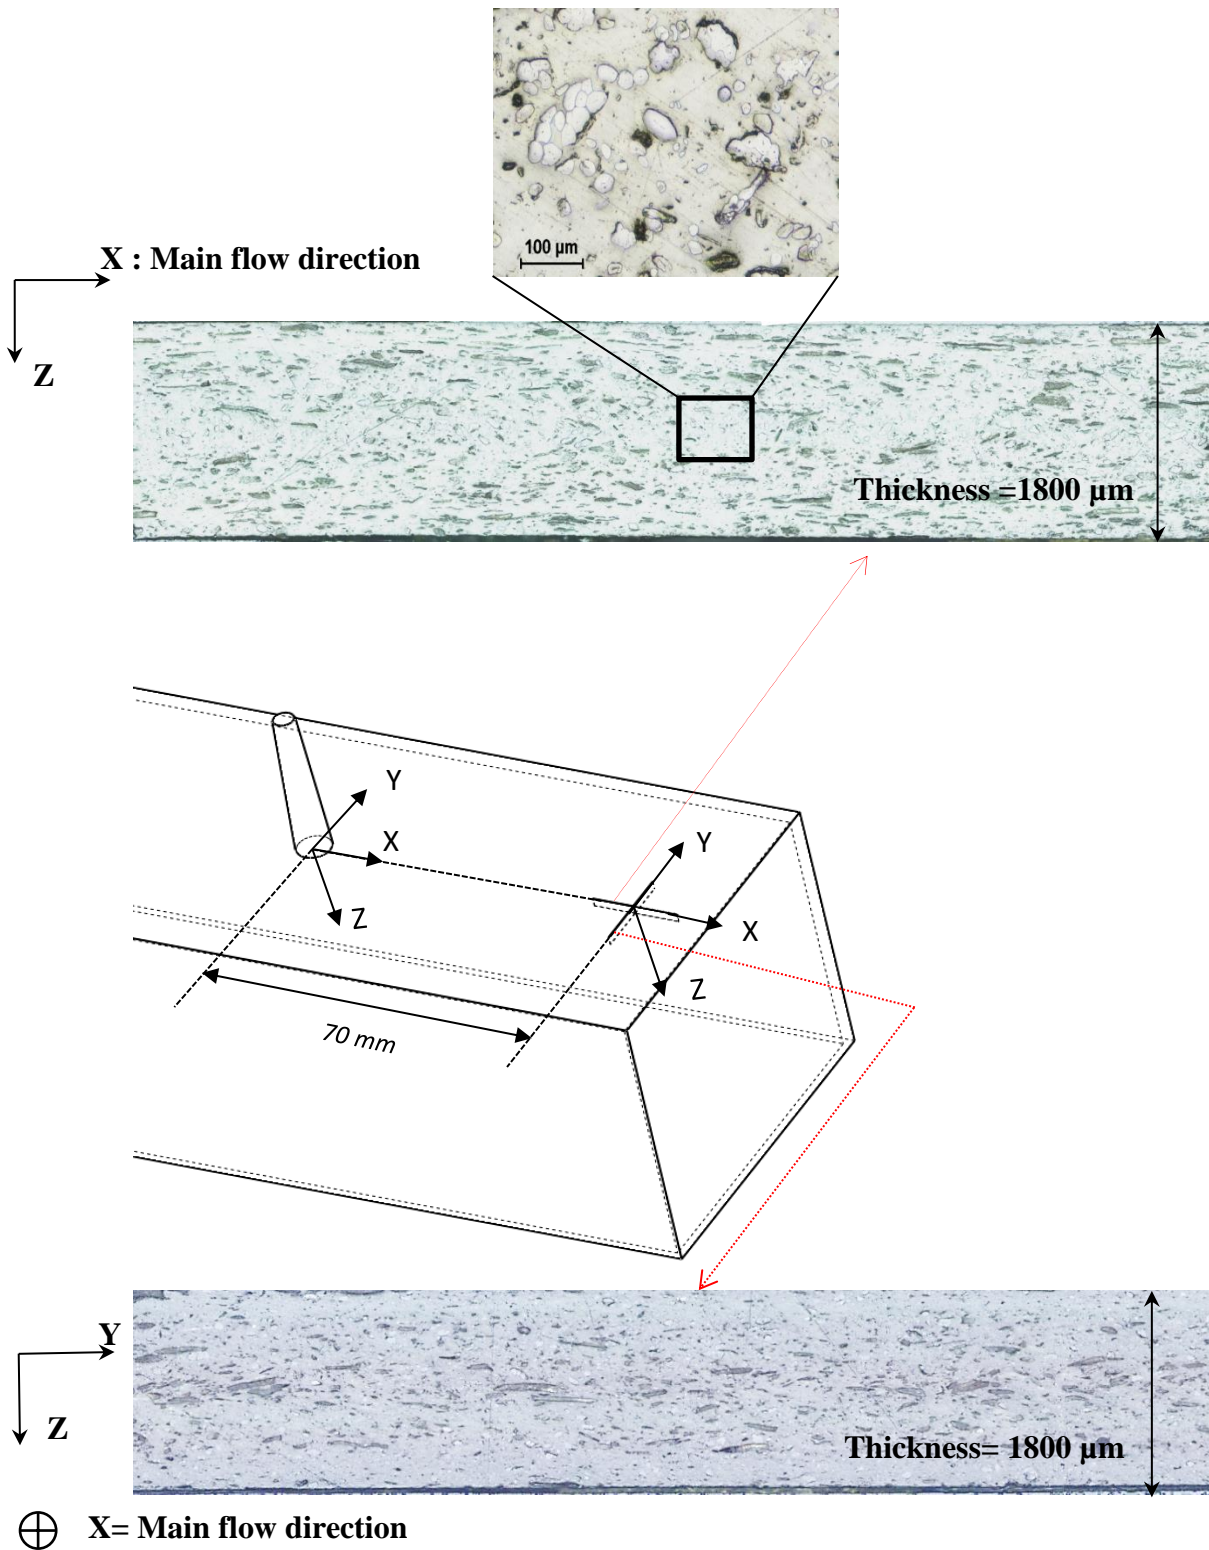 100 µm
X : Main flow direction
Z
Thickness =1800 µm
Y
X
Y
Z
X
Z
70 mm
Y
Z
Thickness= 1800 µm
X= Main flow direction